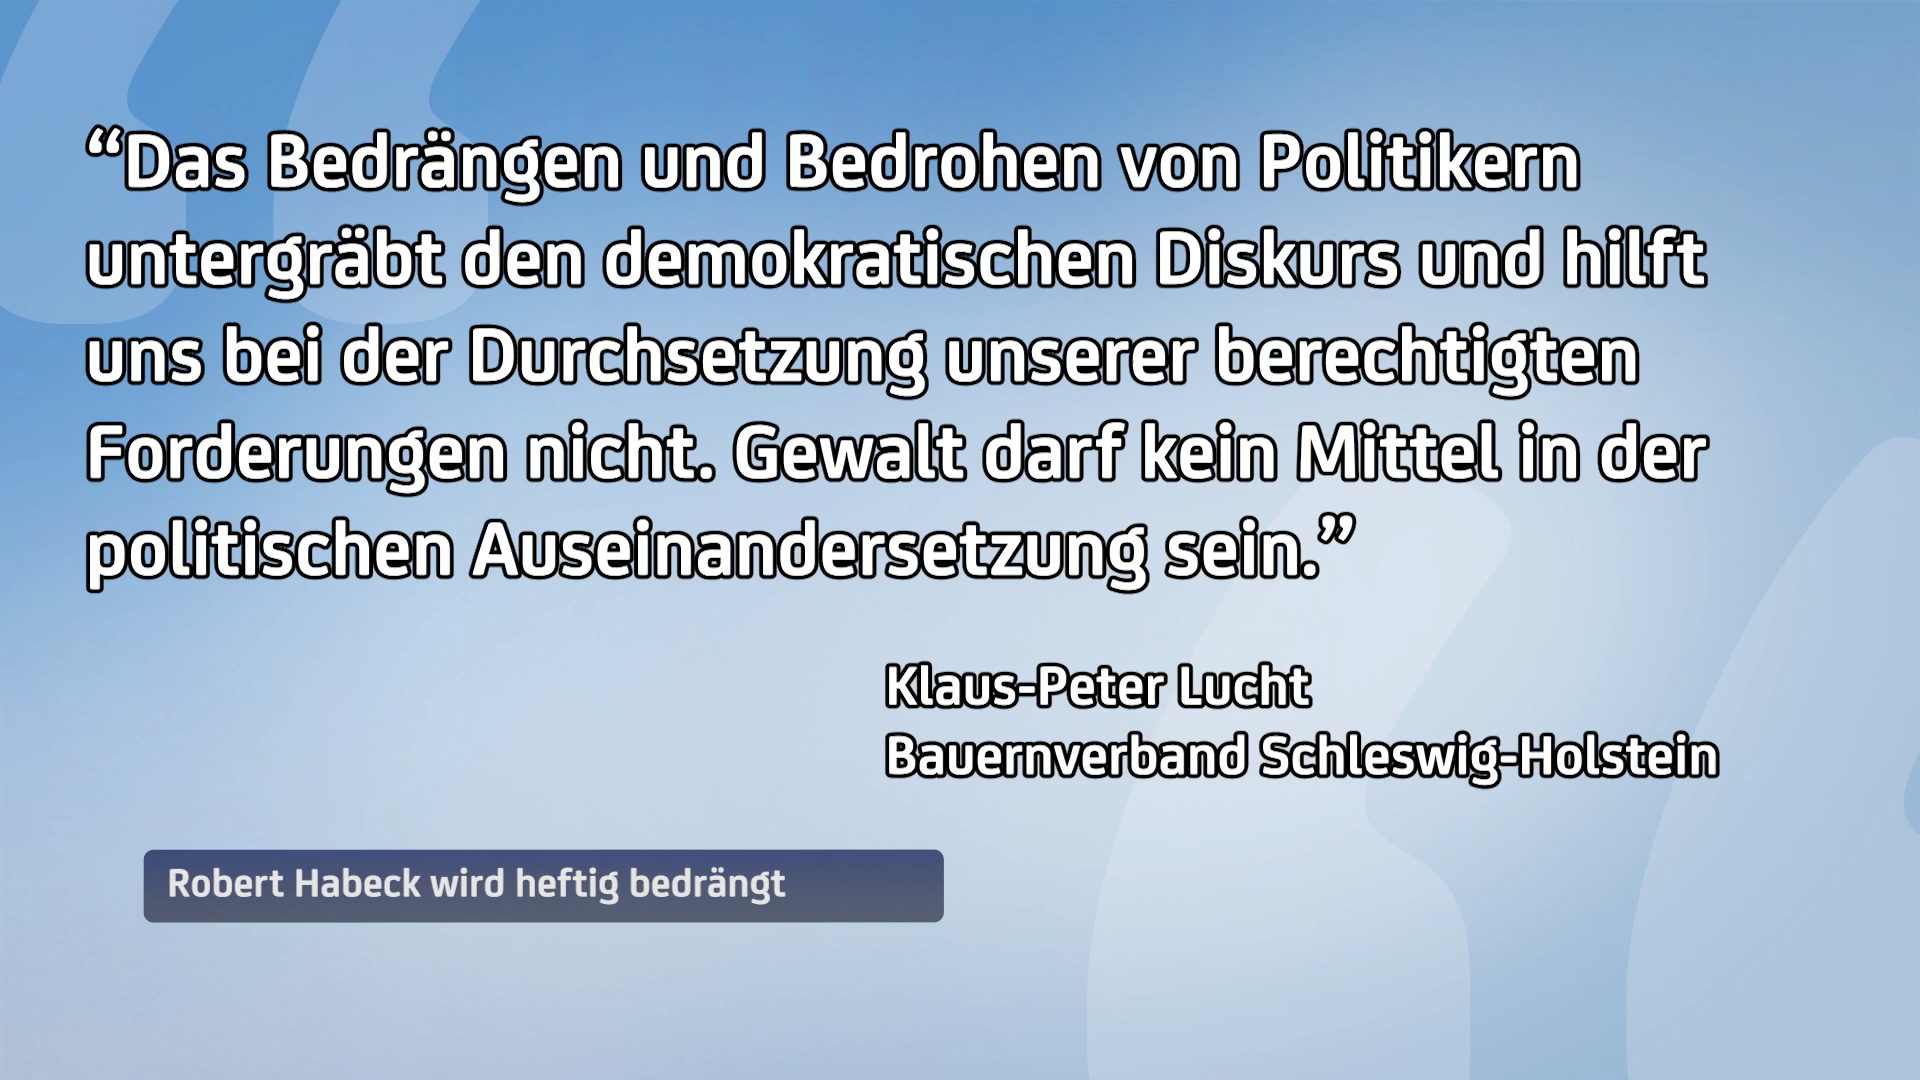 “Das Bedrängen und Bedrohen von Politikern
untergräbt den demokratischen Diskurs und hilft
uns bei der Durchsetzung unserer berechtigten
Forderungen nicht. Gewalt darf kein Mittel in der
politischen Auseinandersetzung sein.”
Klaus-Peter Lucht
Bauernverband Schleswig-Holstein
Robert Habeck wird heftig bedrängt